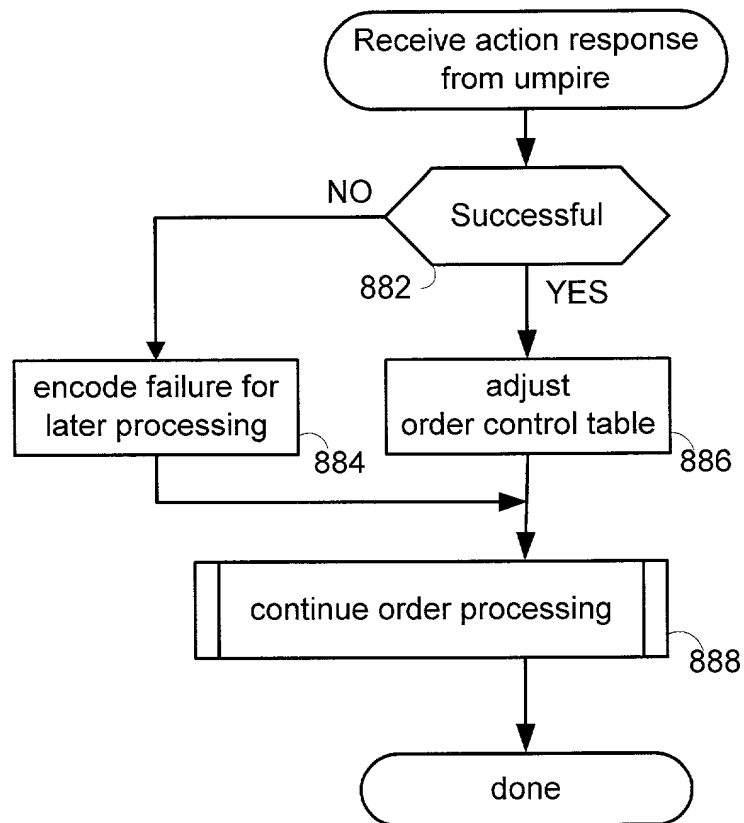 Receive action response
from umpire
NO
Successful
882
YES
encode failure for
later processing
884
adjust
order control table
886
continue order processing
888
done